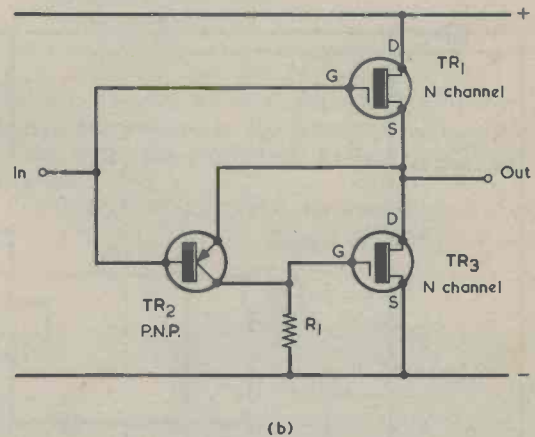 +
D
TR₁
G
N channel
S
In
Out
D
G
TR₃
N channel
S
TR₂
P.N.P.
R₁
−
(b)